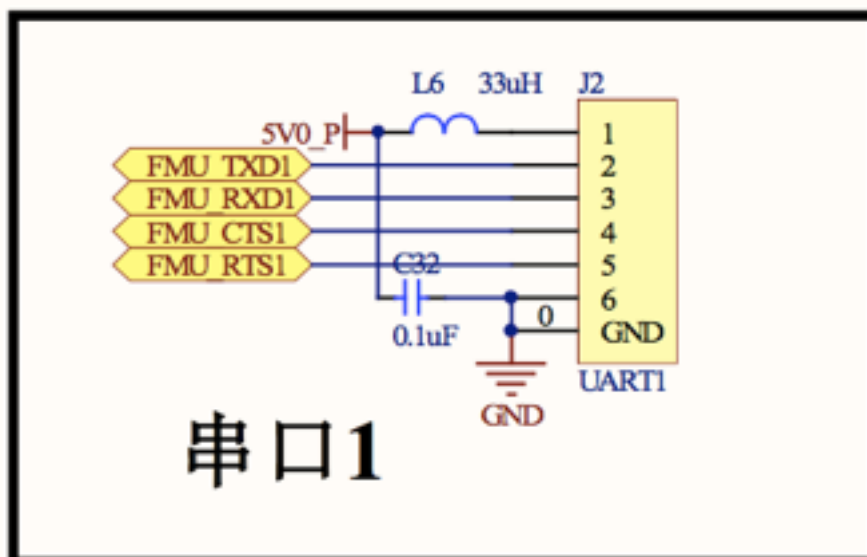 L6 33uH J2
5V0_P 1
FMU_TXD1 2
FMU_RXD1 3
FMU_CTS1 4
FMU_RTS1 5
C32 6
0.1uF 0 GND
UART1
GND
串口1